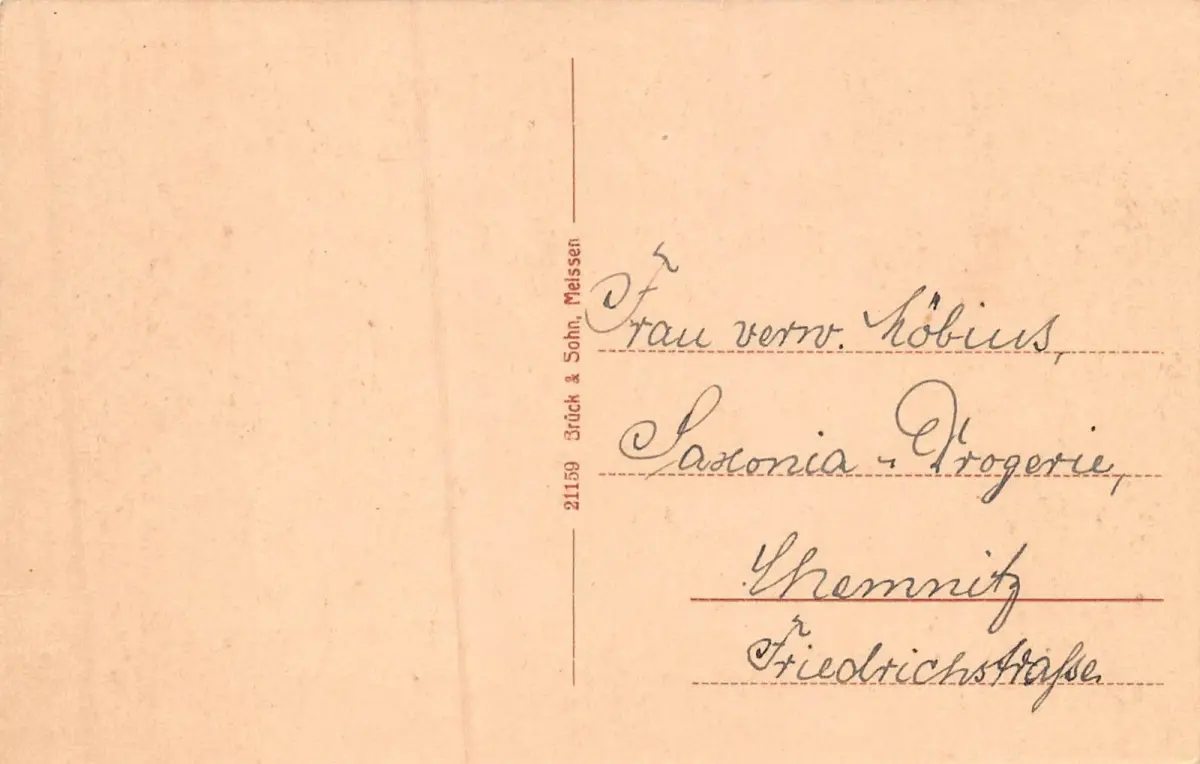 21159 Brück & Sohn, Meissen
Frau verw. Möbius,
Saxonia-Drogerie,
Chemnitz
Friedrichstraße